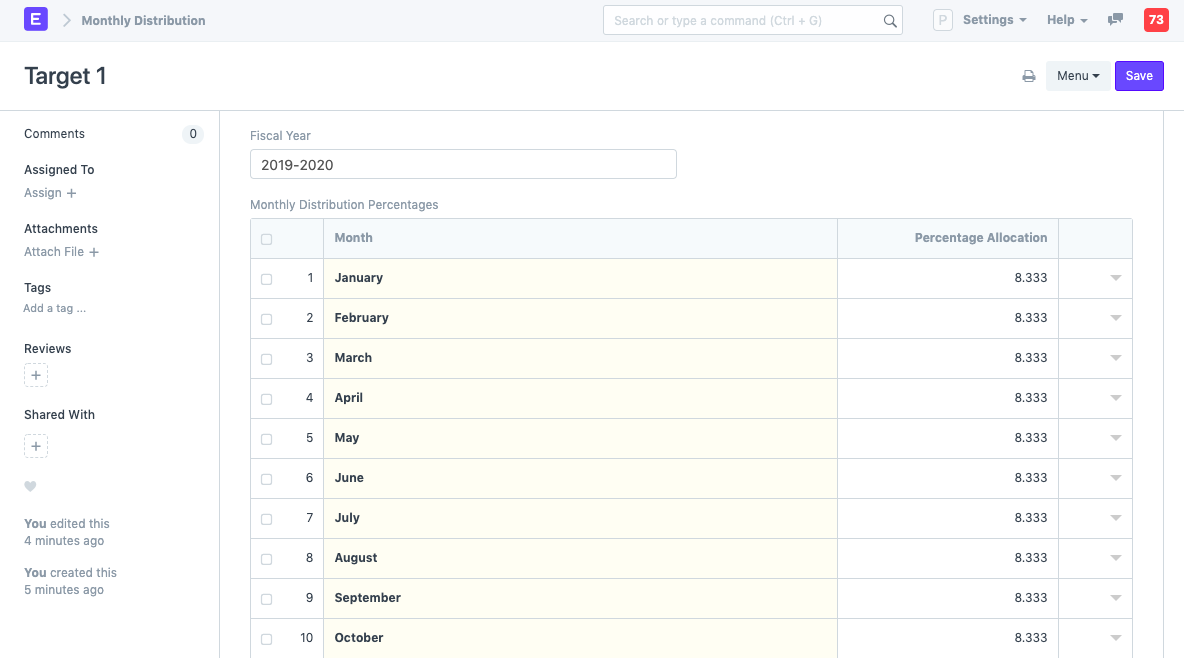 E Monthly Distribution Search or type a command (Ctrl + G) P Settings Help 73
Target 1 Menu Save
Comments 0
Assigned To
Assign +
Attachments
Attach File +
Tags
Add a tag ...
Reviews
+
Shared With
+
You edited this
4 minutes ago
You created this
5 minutes ago
Fiscal Year
2019-2020
Monthly Distribution Percentages
Month Percentage Allocation
1 January 8.333
2 February 8.333
3 March 8.333
4 April 8.333
5 May 8.333
6 June 8.333
7 July 8.333
8 August 8.333
9 September 8.333
10 October 8.333